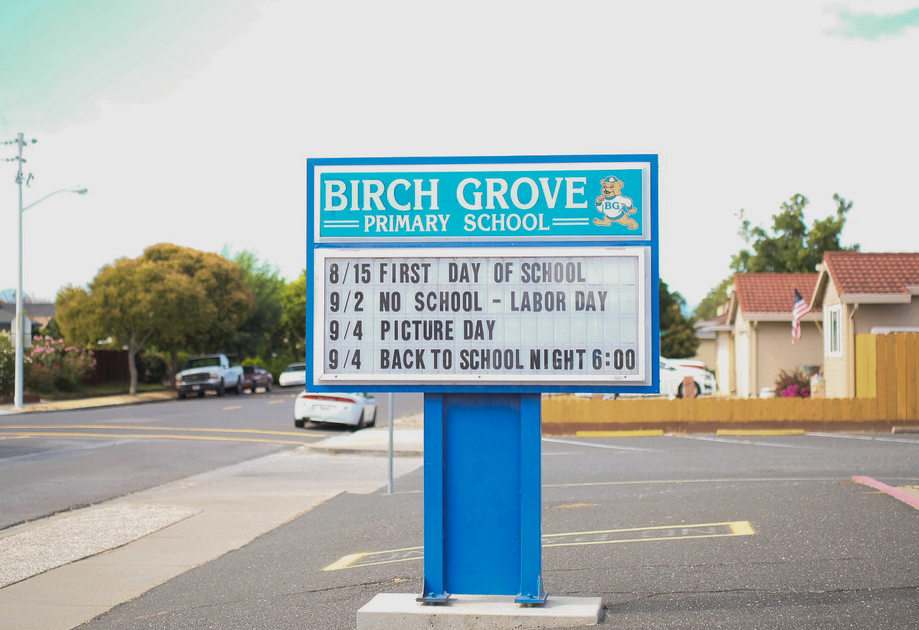 BIRCH GROVE
PRIMARY SCHOOL
BG
8/15 FIRST DAY OF SCHOOL
9/2 NO SCHOOL - LABOR DAY
9/4 PICTURE DAY
9/4 BACK TO SCHOOL NIGHT 6:00